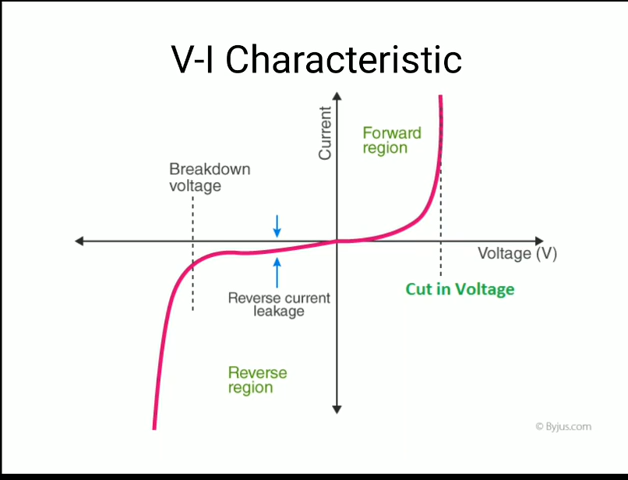 V-I Characteristic
Current
Forward
region
Breakdown
voltage
Voltage (V)
Cut in Voltage
Reverse current
leakage
Reverse
region
© Byjus.com